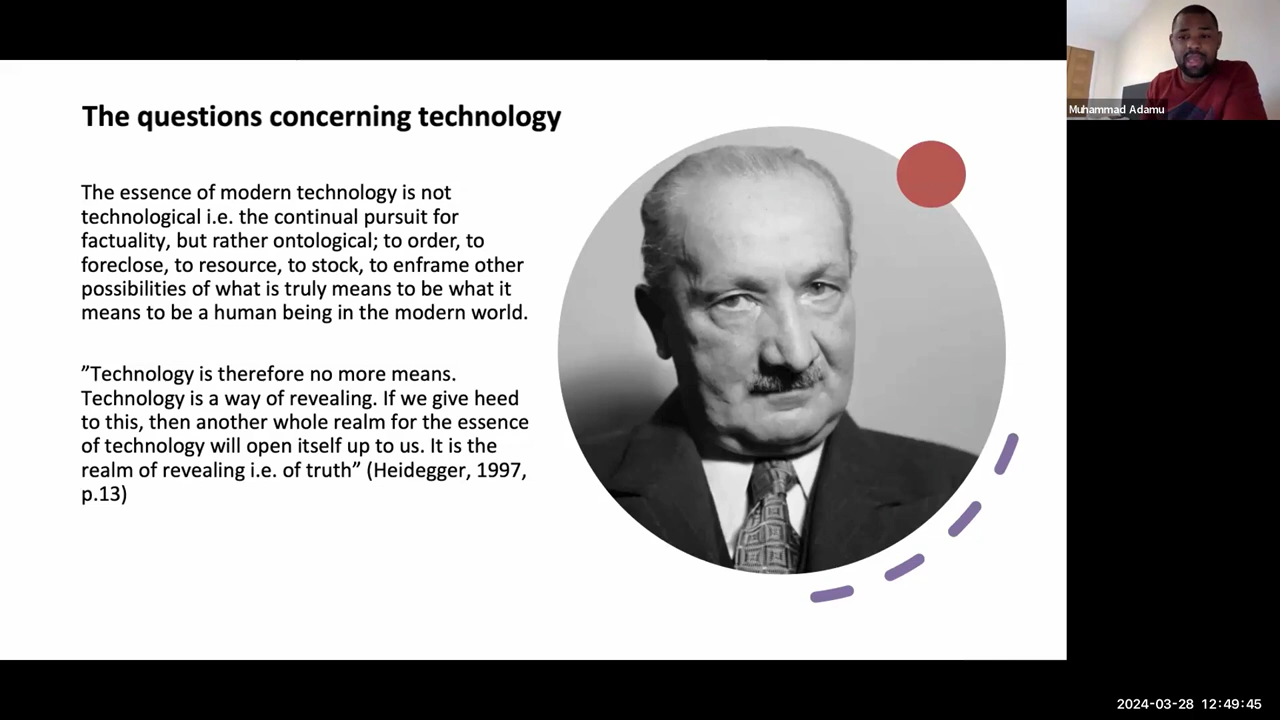 The questions concerning technology
The essence of modern technology is not
technological i.e. the continual pursuit for
factuality, but rather ontological; to order, to
foreclose, to resource, to stock, to enframe other
possibilities of what is truly means to be what it
means to be a human being in the modern world.
”Technology is therefore no more means.
Technology is a way of revealing. If we give heed
to this, then another whole realm for the essence
of technology will open itself up to us. It is the
realm of revealing i.e. of truth” (Heidegger, 1997,
p.13)
Muhammad Adamu
2024-03-28 12:49:45